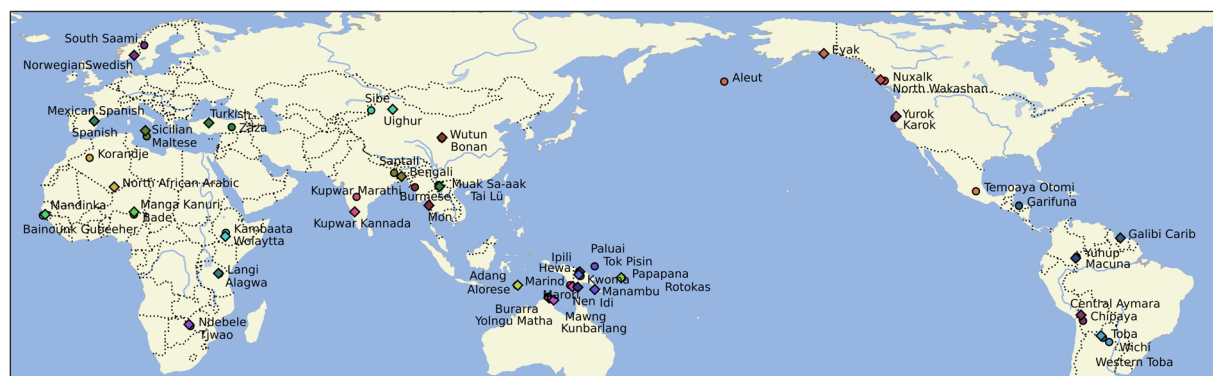 South Saami
NorwegianSwedish
Mexican Spanish
Spanish
Sicilian
Maltese
Turkish
Zaza
Korandje
North African Arabic
Mandinka
Bainounk Gubëeher
Manga Kanuri
Bade
Kambaata
Wolaytta
Langi
Alagwa
Ndebele
Tjwao
Sibe
Uighur
Wutun
Bonan
Santali
Bengali
Kupwar Marathi
Burmese
Muak Sa-aak
Tai Lü
Mon
Kupwar Kannada
Paluai
Ipili
Tok Pisin
Hewa
Adang
Marind
Kwoma
Papapana
Rotokas
Alorese
Marori
Manambu
Nen
Idi
Burarra
Yolngu Matha
Mawng
Kunbarlang
Aleut
Eyak
Nuxalk
North Wakashan
Yurok
Karok
Temoaya Otomi
Garifuna
Galibi Carib
Yuhup
Macuna
Central Aymara
Chipaya
Toba
Wichi
Western Toba